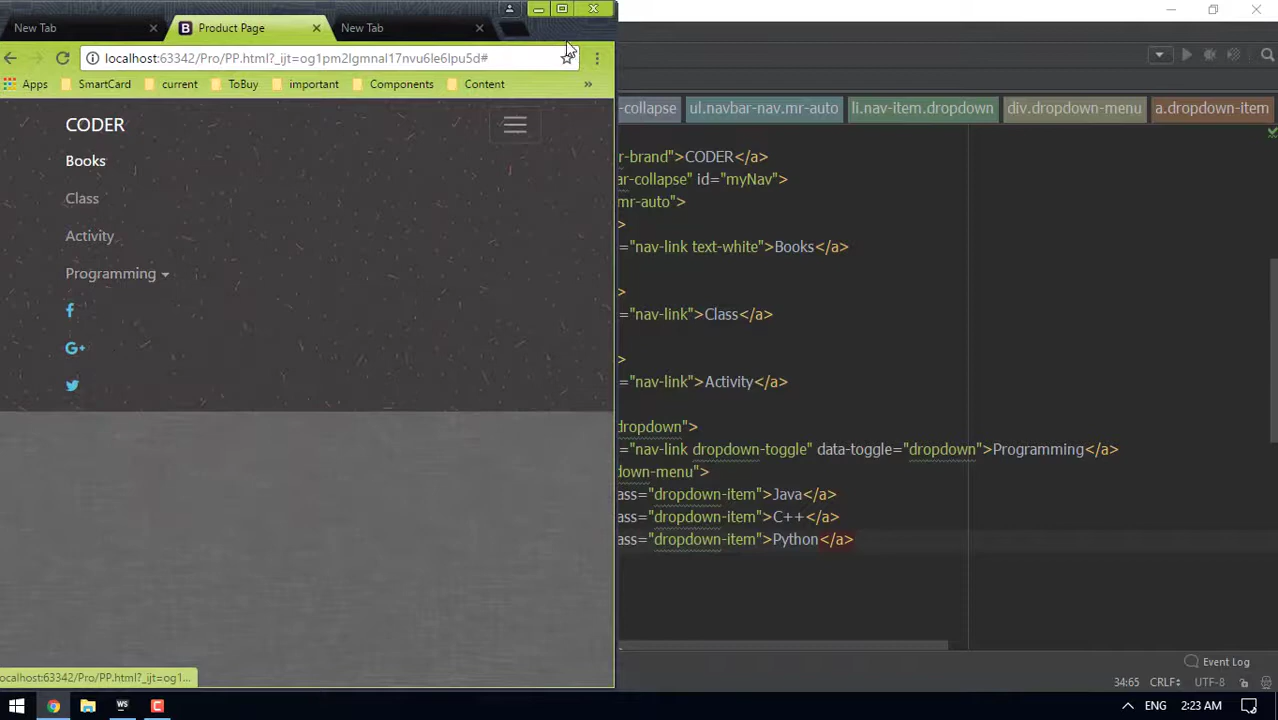 New Tab
Product Page
New Tab
localhost:63342/Pro/PP.html?_ijt=og1pm2lgmnal17nvu6le6lpu5d#
Apps SmartCard current ToBuy important Components Content »
CODER
Books
Class
Activity
Programming
localhost:63342/Pro/PP.html?_ijt=og1...
-collapse ul.navbar-nav.mr-auto li.nav-item.dropdown div.dropdown-menu a.dropdown-item
r-brand">CODER</a>
ar-collapse" id="myNav">
mr-auto">
>
="nav-link text-white">Books</a>
>
="nav-link">Class</a>
>
="nav-link">Activity</a>
dropdown">
="nav-link dropdown-toggle" data-toggle="dropdown">Programming</a>
down-menu">
ass="dropdown-item">Java</a>
ass="dropdown-item">C++</a>
ass="dropdown-item">Python</a>
Event Log
34:65 CRLF UTF-8
ENG 2:23 AM